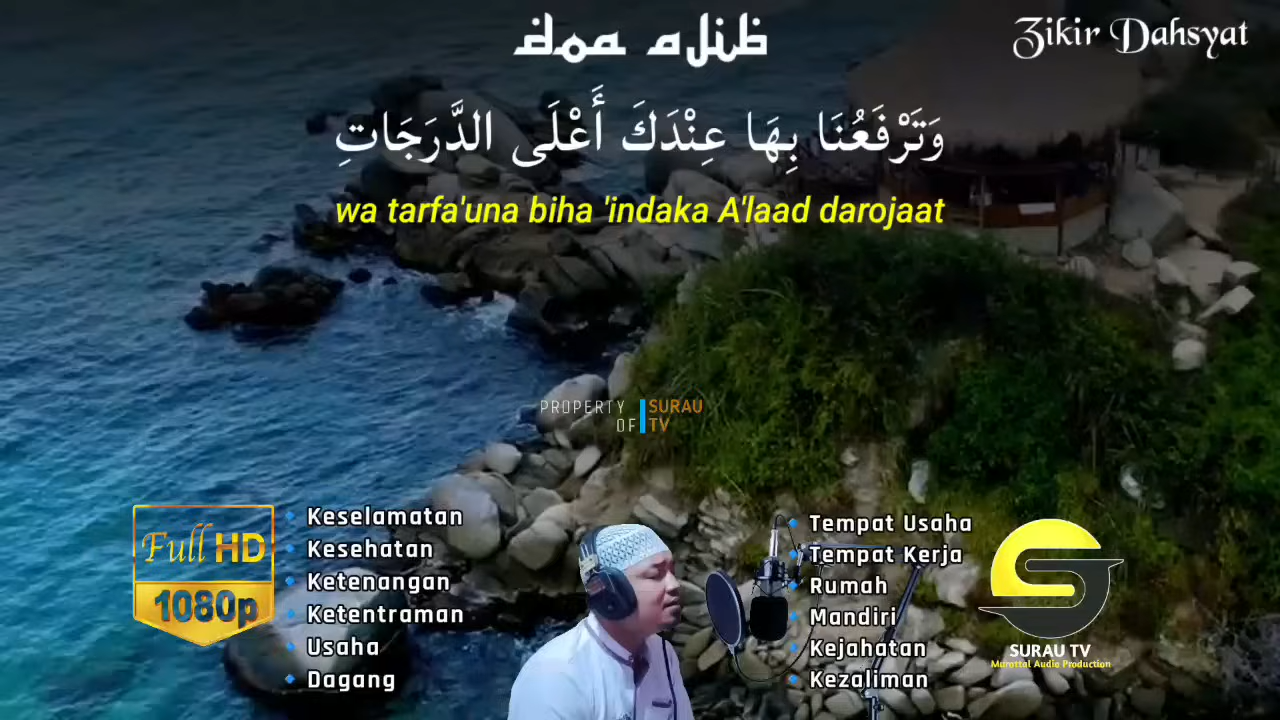 doa ajib
Zikir Dahsyat
وَتَرْفَعُنَا بِهَا عِنْدَكَ أَعْلَى الدَّرَجَاتِ
wa tarfa'una biha 'indaka A'laad darojaat
PROPERTY OF SURAU TV
Full HD
1080p
Keselamatan
Kesehatan
Ketenangan
Ketentraman
Usaha
Dagang
Tempat Usaha
Tempat Kerja
Rumah
Mandiri
Kejahatan
Kezaliman
SURAU TV
Murottal Audio Production